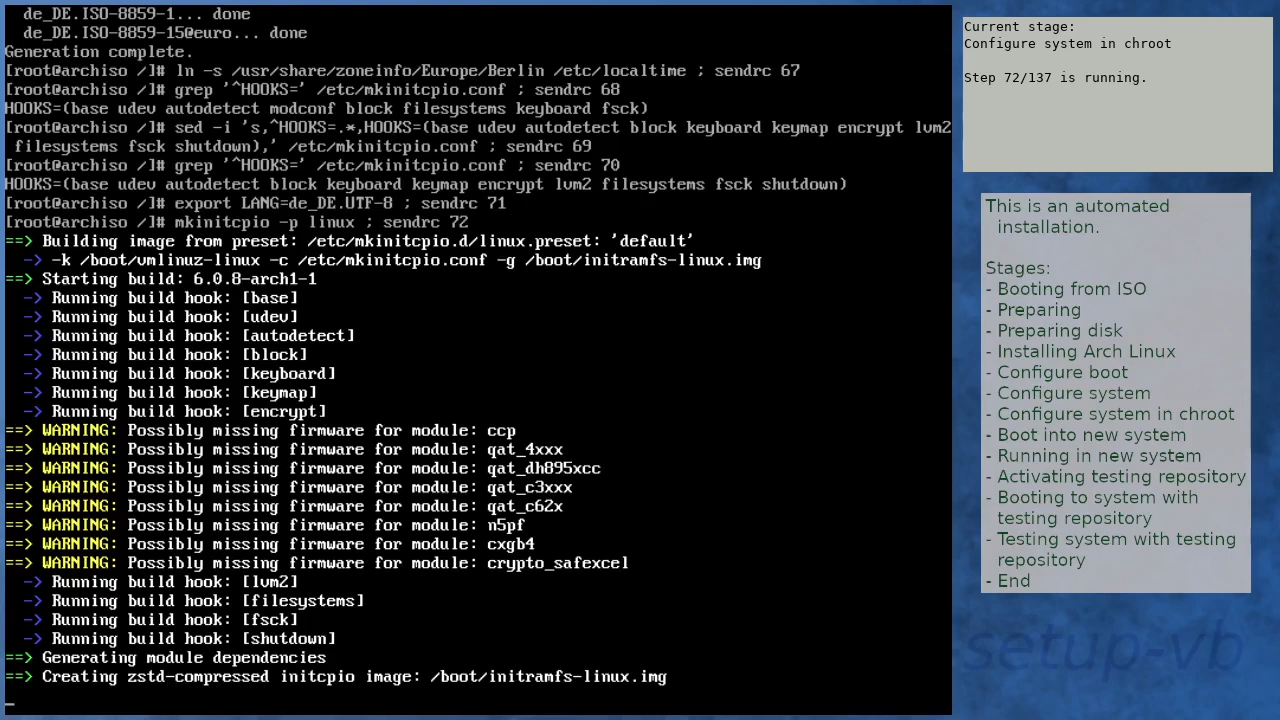 de_DE.ISO-8859-1... done
de_DE.ISO-8859-15@euro... done
Generation complete.
[root@archiso /]# ln -s /usr/share/zoneinfo/Europe/Berlin /etc/localtime ; sendrc 67
[root@archiso /]# grep '^HOOKS=' /etc/mkinitcpio.conf ; sendrc 68
HOOKS=(base udev autodetect modconf block filesystems keyboard fsck)
[root@archiso /]# sed -i 's,^HOOKS=.*,HOOKS=(base udev autodetect block keyboard keymap encrypt lvm2
 filesystems fsck shutdown),' /etc/mkinitcpio.conf ; sendrc 69
[root@archiso /]# grep '^HOOKS=' /etc/mkinitcpio.conf ; sendrc 70
HOOKS=(base udev autodetect block keyboard keymap encrypt lvm2 filesystems fsck shutdown)
[root@archiso /]# export LANG=de_DE.UTF-8 ; sendrc 71
[root@archiso /]# mkinitcpio -p linux ; sendrc 72
==> Building image from preset: /etc/mkinitcpio.d/linux.preset: 'default'
  -> -k /boot/vmlinuz-linux -c /etc/mkinitcpio.conf -g /boot/initramfs-linux.img
==> Starting build: 6.0.8-arch1-1
  -> Running build hook: [base]
  -> Running build hook: [udev]
  -> Running build hook: [autodetect]
  -> Running build hook: [block]
  -> Running build hook: [keyboard]
  -> Running build hook: [keymap]
  -> Running build hook: [encrypt]
==> WARNING: Possibly missing firmware for module: ccp
==> WARNING: Possibly missing firmware for module: qat_4xxx
==> WARNING: Possibly missing firmware for module: qat_dh895xcc
==> WARNING: Possibly missing firmware for module: qat_c3xxx
==> WARNING: Possibly missing firmware for module: qat_c62x
==> WARNING: Possibly missing firmware for module: n5pf
==> WARNING: Possibly missing firmware for module: cxgb4
==> WARNING: Possibly missing firmware for module: crypto_safexcel
  -> Running build hook: [lvm2]
  -> Running build hook: [filesystems]
  -> Running build hook: [fsck]
  -> Running build hook: [shutdown]
==> Generating module dependencies
==> Creating zstd-compressed initcpio image: /boot/initramfs-linux.img
_
Current stage:
Configure system in chroot
Step 72/137 is running.
This is an automated
installation.
Stages:
- Booting from ISO
- Preparing
- Preparing disk
- Installing Arch Linux
- Configure boot
- Configure system
- Configure system in chroot
- Boot into new system
- Running in new system
- Activating testing repository
- Booting to system with
testing repository
- Testing system with testing
repository
- End
setup-vb